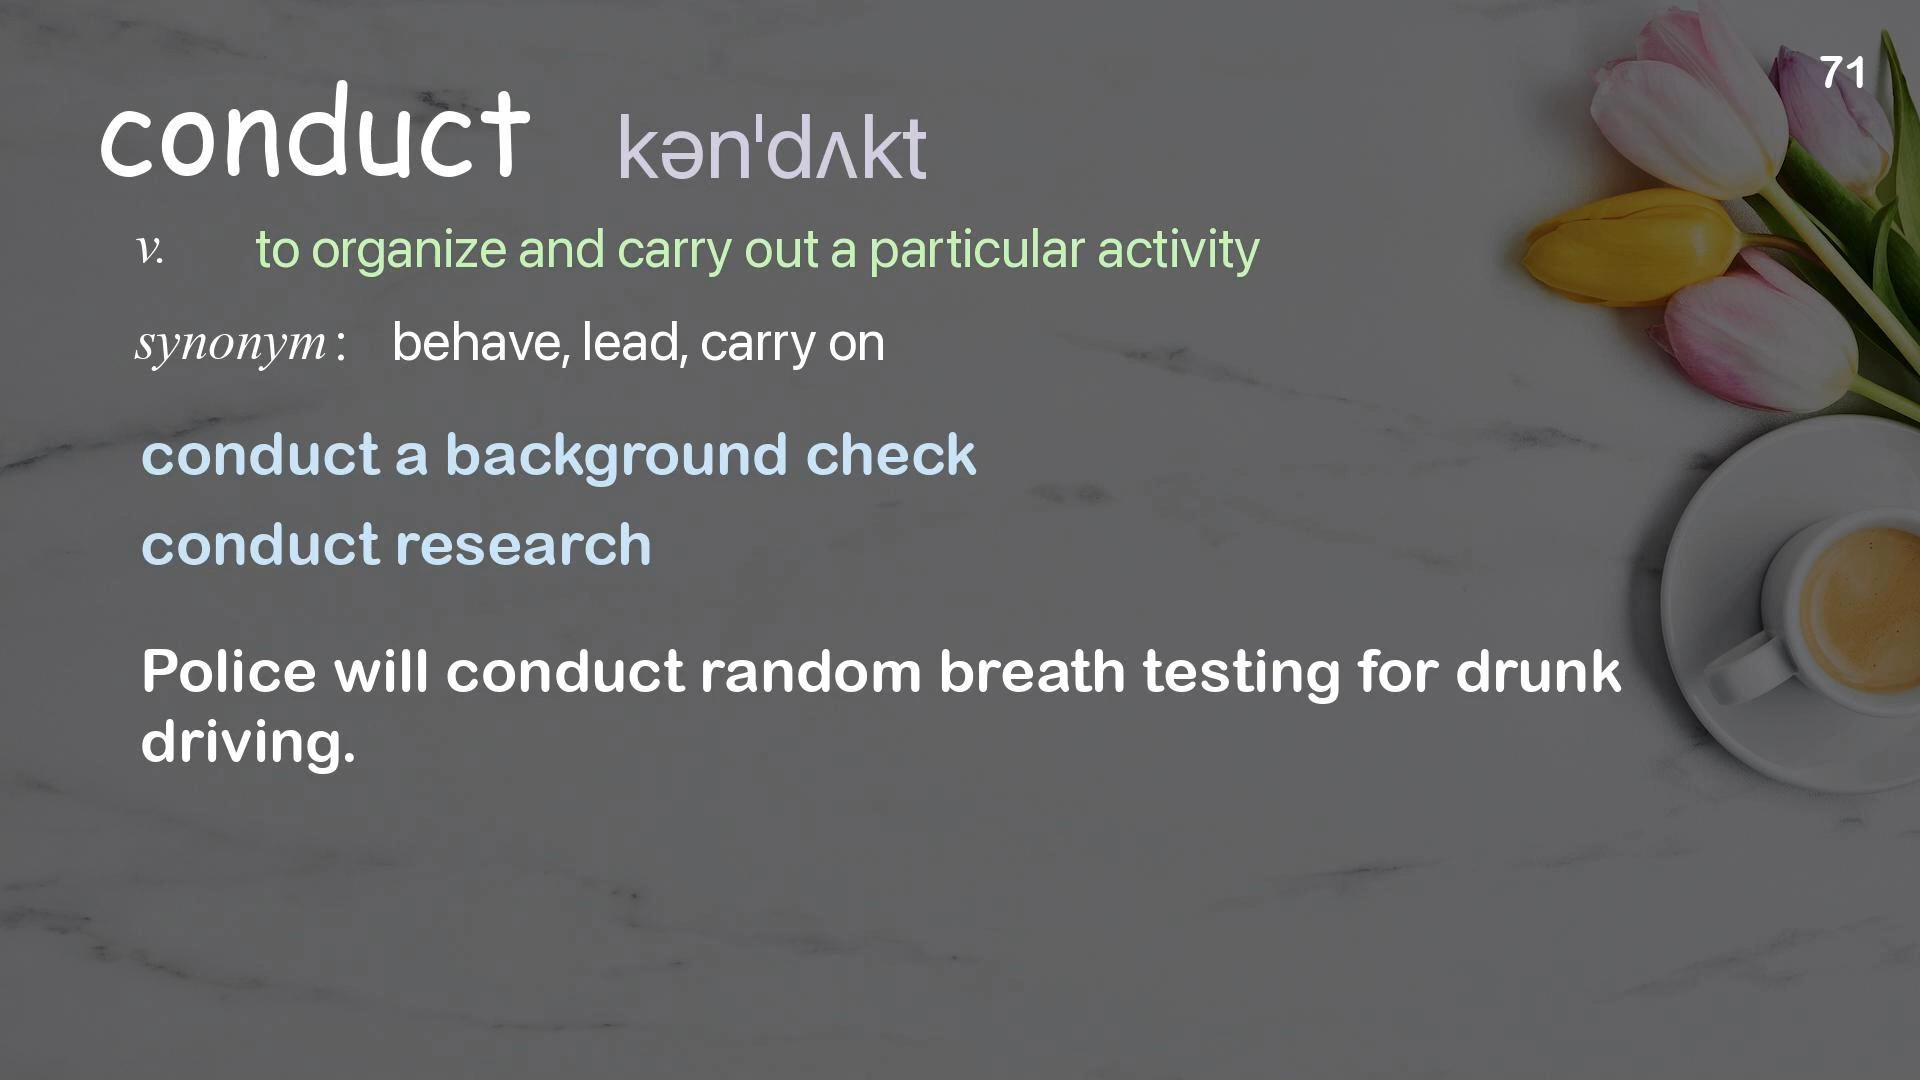 71
conduct kən'dʌkt
v. to organize and carry out a particular activity
synonym: behave, lead, carry on
conduct a background check
conduct research
Police will conduct random breath testing for drunk
driving.